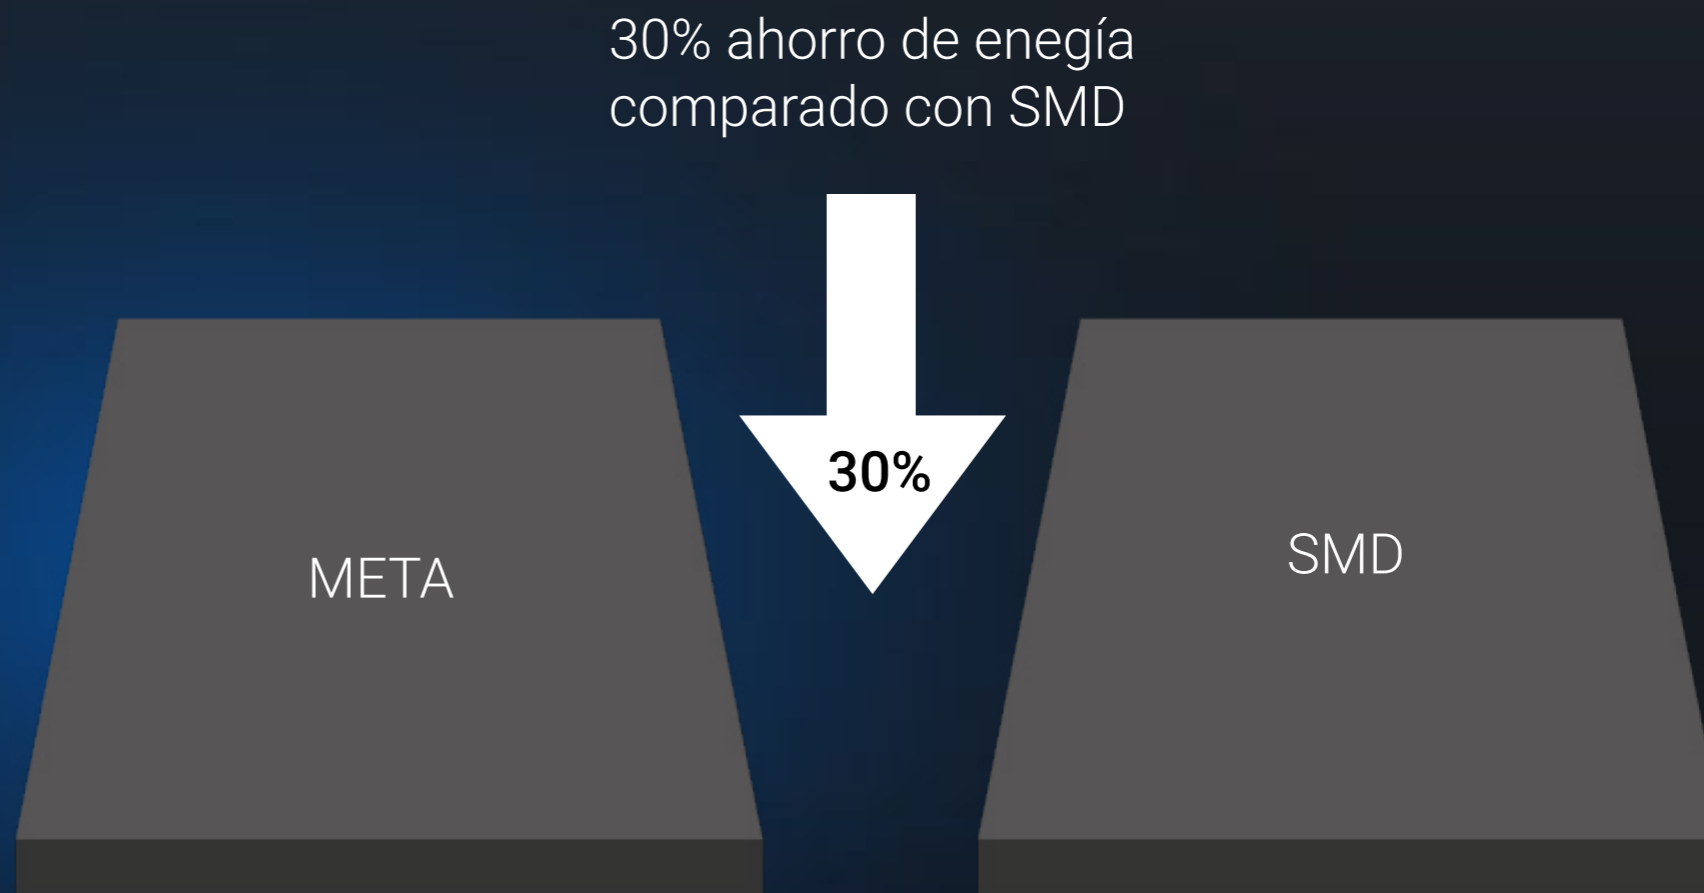 30% ahorro de enegía
comparado con SMD
30%
META
SMD